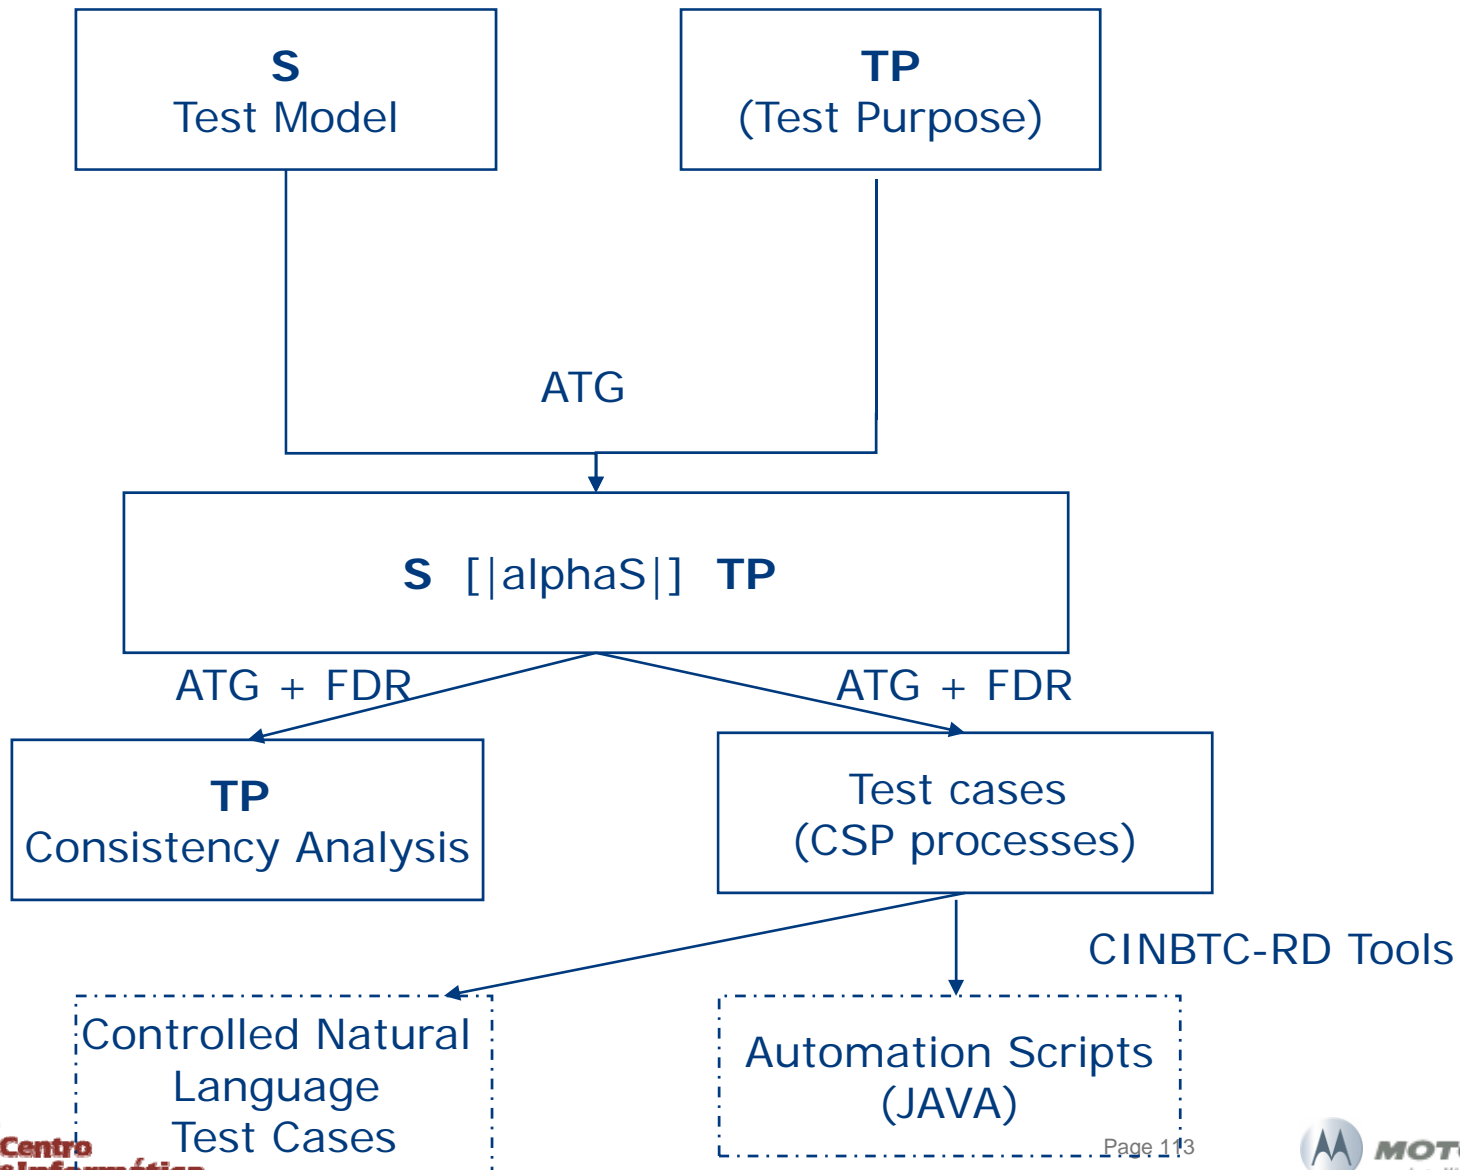 S
Test Model
TP
(Test Purpose)
ATG
S [|alphaS|] TP
ATG + FDR
ATG + FDR
TP
Consistency Analysis
Test cases
(CSP processes)
CINBTC-RD Tools
Controlled Natural
Language
Test Cases
Automation Scripts
(JAVA)
Centro
Page 113